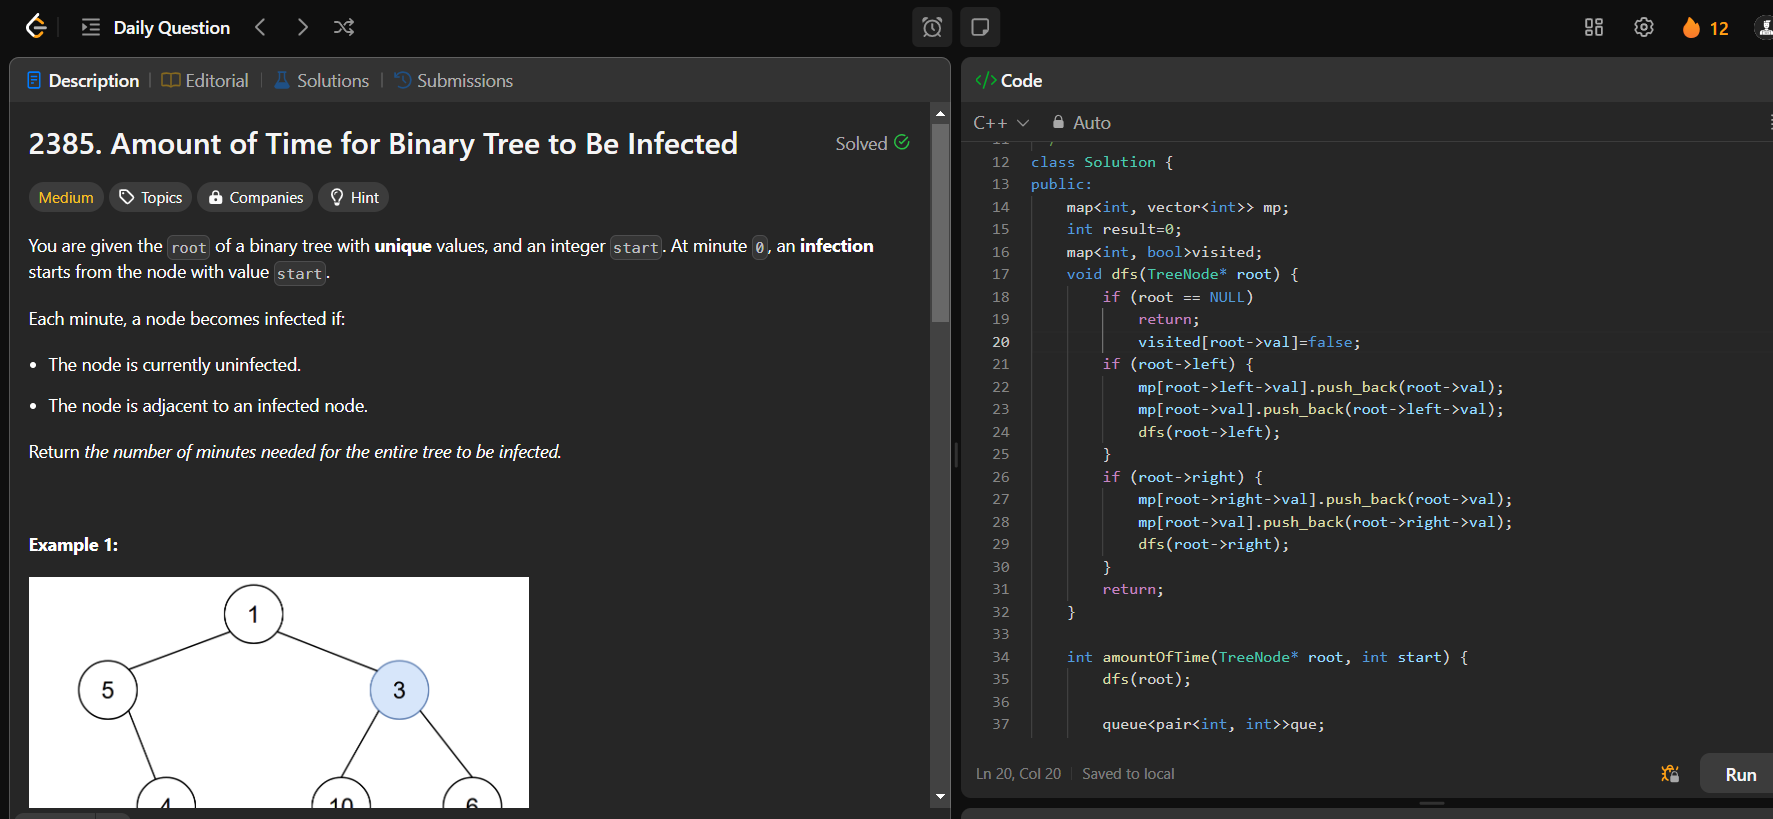 Daily Question
12
Description
Editorial
Solutions
Submissions
2385. Amount of Time for Binary Tree to Be Infected
Solved
Medium
Topics
Companies
Hint
You are given the root of a binary tree with unique values, and an integer start. At minute 0, an infection
starts from the node with value start.
Each minute, a node becomes infected if:
• The node is currently uninfected.
• The node is adjacent to an infected node.
Return the number of minutes needed for the entire tree to be infected.
Example 1:
1
5
3
4
10
6
</> Code
C++
Auto
12 class Solution {
13 public:
14     map<int, vector<int>> mp;
15     int result=0;
16     map<int, bool>visited;
17     void dfs(TreeNode* root) {
18         if (root == NULL)
19             return;
20             visited[root->val]=false;
21         if (root->left) {
22             mp[root->left->val].push_back(root->val);
23             mp[root->val].push_back(root->left->val);
24             dfs(root->left);
25         }
26         if (root->right) {
27             mp[root->right->val].push_back(root->val);
28             mp[root->val].push_back(root->right->val);
29             dfs(root->right);
30         }
31         return;
32     }
33
34     int amountOfTime(TreeNode* root, int start) {
35         dfs(root);
36
37         queue<pair<int, int>>que;
Ln 20, Col 20
Saved to local
Run